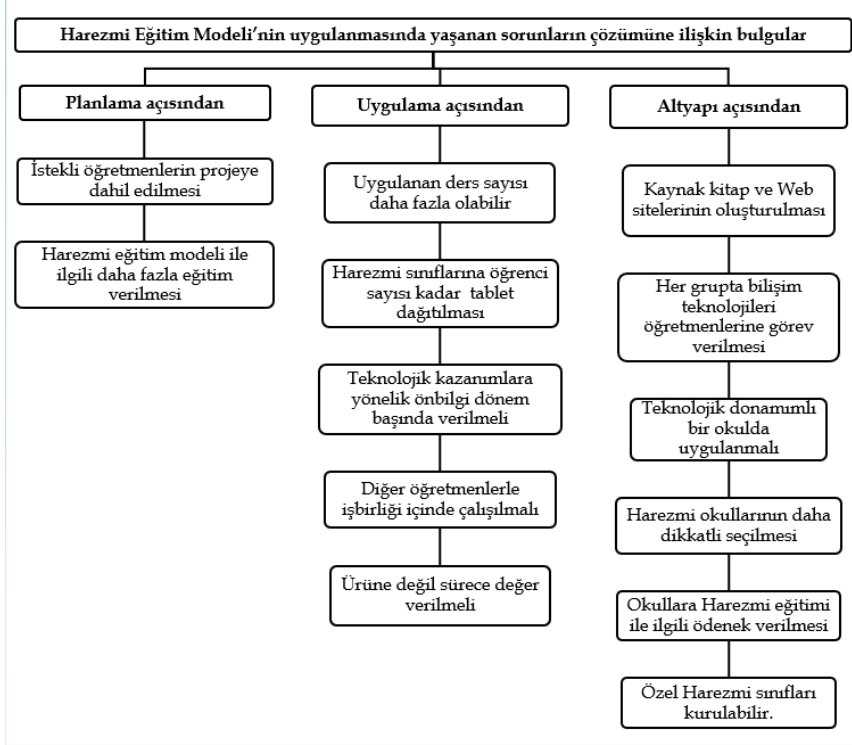 Harezmi Eğitim Modeli’nin uygulanmasında yaşanan sorunların çözümüne ilişkin bulgular
Planlama açısından
İstekli öğretmenlerin projeye
dahil edilmesi
Harezmi eğitim modeli ile
ilgili daha fazla eğitim
verilmesi
Uygulama açısından
Uygulanan ders sayısı
daha fazla olabilir
Harezmi sınıflarına öğrenci
sayısı kadar tablet
dağıtılması
Teknolojik kazanımlara
yönelik önbilgi dönem
başında verilmeli
Diğer öğretmenlerle
işbirliği içinde çalışılmalı
Ürüne değil sürece değer
verilmeli
Altyapı açısından
Kaynak kitap ve Web
sitelerinin oluşturulması
Her grupta bilişim
teknolojileri
öğretmenlerine görev
verilmesi
Teknolojik donamımlı
bir okulda
uygulanmalı
Harezmi okullarının daha
dikkatli seçilmesi
Okullara Harezmi eğitimi
ile ilgili ödenek verilmesi
Özel Harezmi sınıfları
kurulabilir.